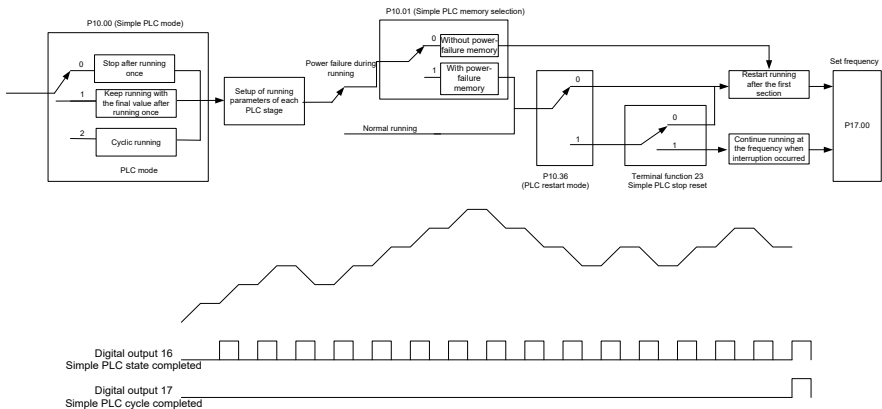 P10.00 (Simple PLC mode)
0
Stop after running
once
1
Keep running with
the final value after
running once
2
Cyclic running
PLC mode
Setup of running
parameters of each
PLC stage
Power failure during
running
Normal running
P10.01 (Simple PLC memory selection)
0
Without power-
failure memory
1
With power-
failure memory
0
1
P10.36
(PLC restart mode)
0
1
Terminal function 23
Simple PLC stop reset
Restart running
after the first
section
Continue running at
the frequency when
interruption occurred
Set frequency
P17.00
Digital output 16
Simple PLC state completed
Digital output 17
Simple PLC cycle completed